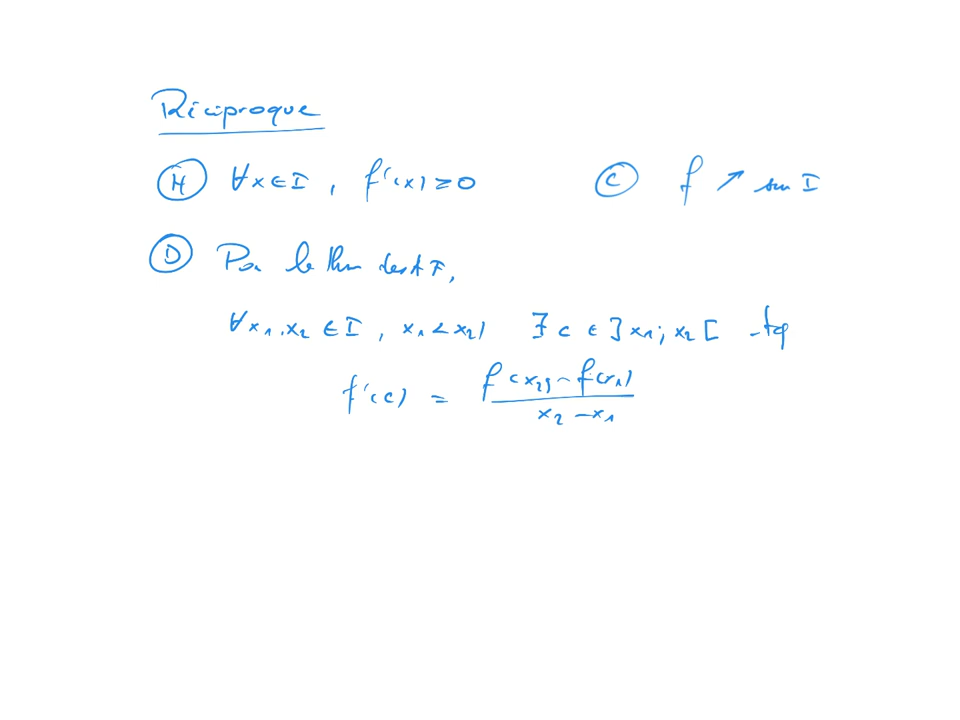 Réciproque
(H) ∀x∈I, f'(x) ≥ 0 (C) f ↗ sur I
(D) Par le thm des AF,
∀x₁,x₂ ∈ I, x₁ < x₂, ∃ c ∈ ]x₁; x₂[ tq
f'(c) = (f(x₂) - f(x₁)) / (x₂ - x₁)